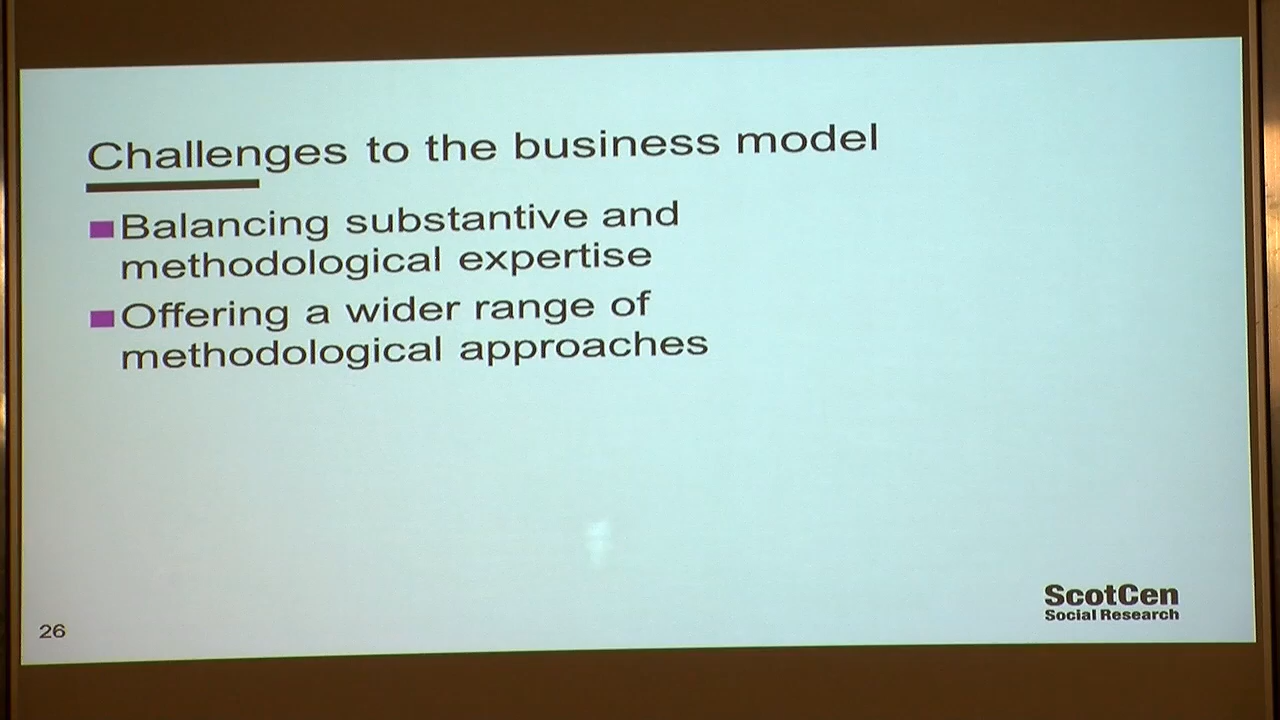 Challenges to the business model
Balancing substantive and
methodological expertise
Offering a wider range of
methodological approaches
ScotCen
Social Research
26